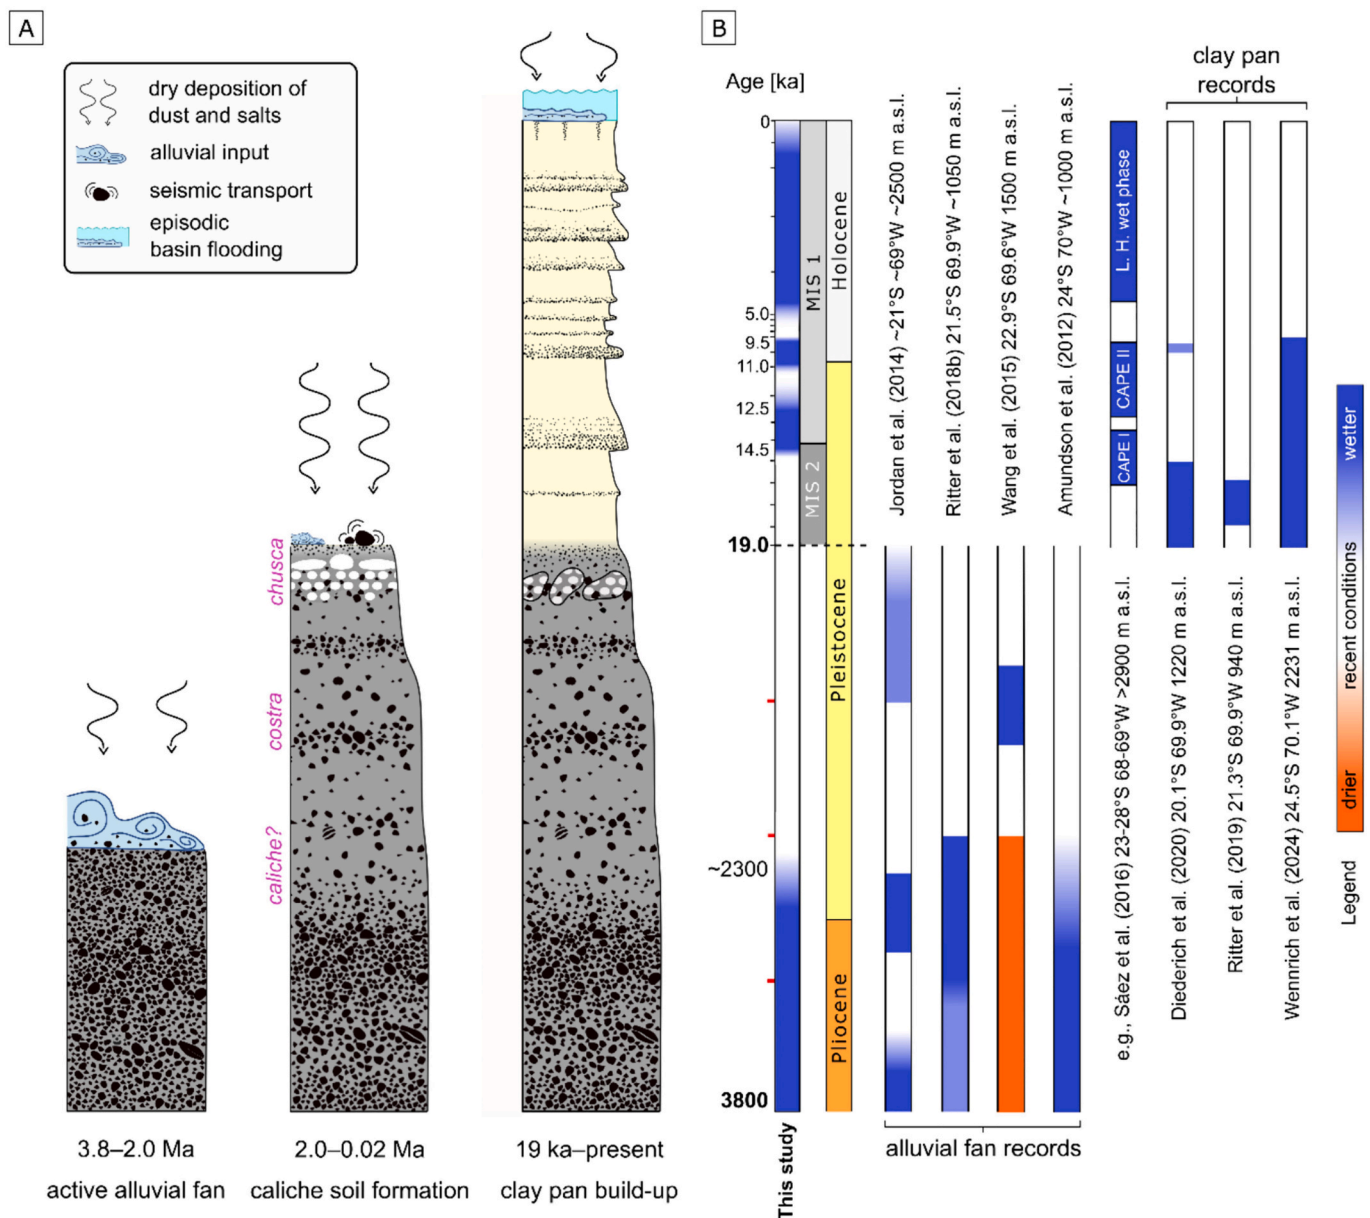 A
dry deposition of
dust and salts
alluvial input
seismic transport
episodic
basin flooding
chusca
costra
caliche?
3.8–2.0 Ma
active alluvial fan
2.0–0.02 Ma
caliche soil formation
19 ka–present
clay pan build-up
B
Age [ka]
0
5.0
9.5
11.0
12.5
14.5
19.0
~2300
3800
This study
MIS 1
MIS 2
Holocene
Pleistocene
Pliocene
Jordan et al. (2014) ~21°S ~69°W ~2500 m a.s.l.
Ritter et al. (2018b) 21.5°S 69.9°W ~1050 m a.s.l.
Wang et al. (2015) 22.9°S 69.6°W 1500 m a.s.l.
Amundson et al. (2012) 24°S 70°W ~1000 m a.s.l.
alluvial fan records
clay pan
records
L. H. wet phase
CAPE II
CAPE I
e.g., Sáez et al. (2016) 23-28°S 68-69°W >2900 m a.s.l.
Diederich et al. (2020) 20.1°S 69.9°W 1220 m a.s.l.
Ritter et al. (2019) 21.3°S 69.9°W 940 m a.s.l.
Wennrich et al. (2024) 24.5°S 70.1°W 2231 m a.s.l.
wetter
recent conditions
drier
Legend